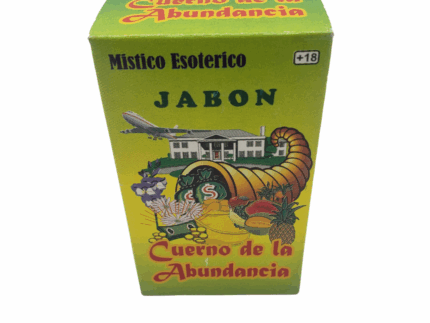 Cuerno de la
Abundancia
Mistico Esoterico
+18
JABON
$ $
Cuerno de la
Abundancia